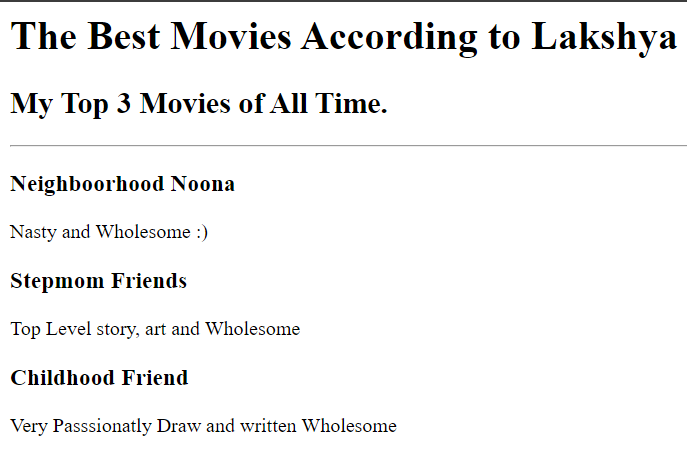 The Best Movies According to Lakshya
My Top 3 Movies of All Time.
Neighboorhood Noona
Nasty and Wholesome :)
Stepmom Friends
Top Level story, art and Wholesome
Childhood Friend
Very Passsionatly Draw and written Wholesome